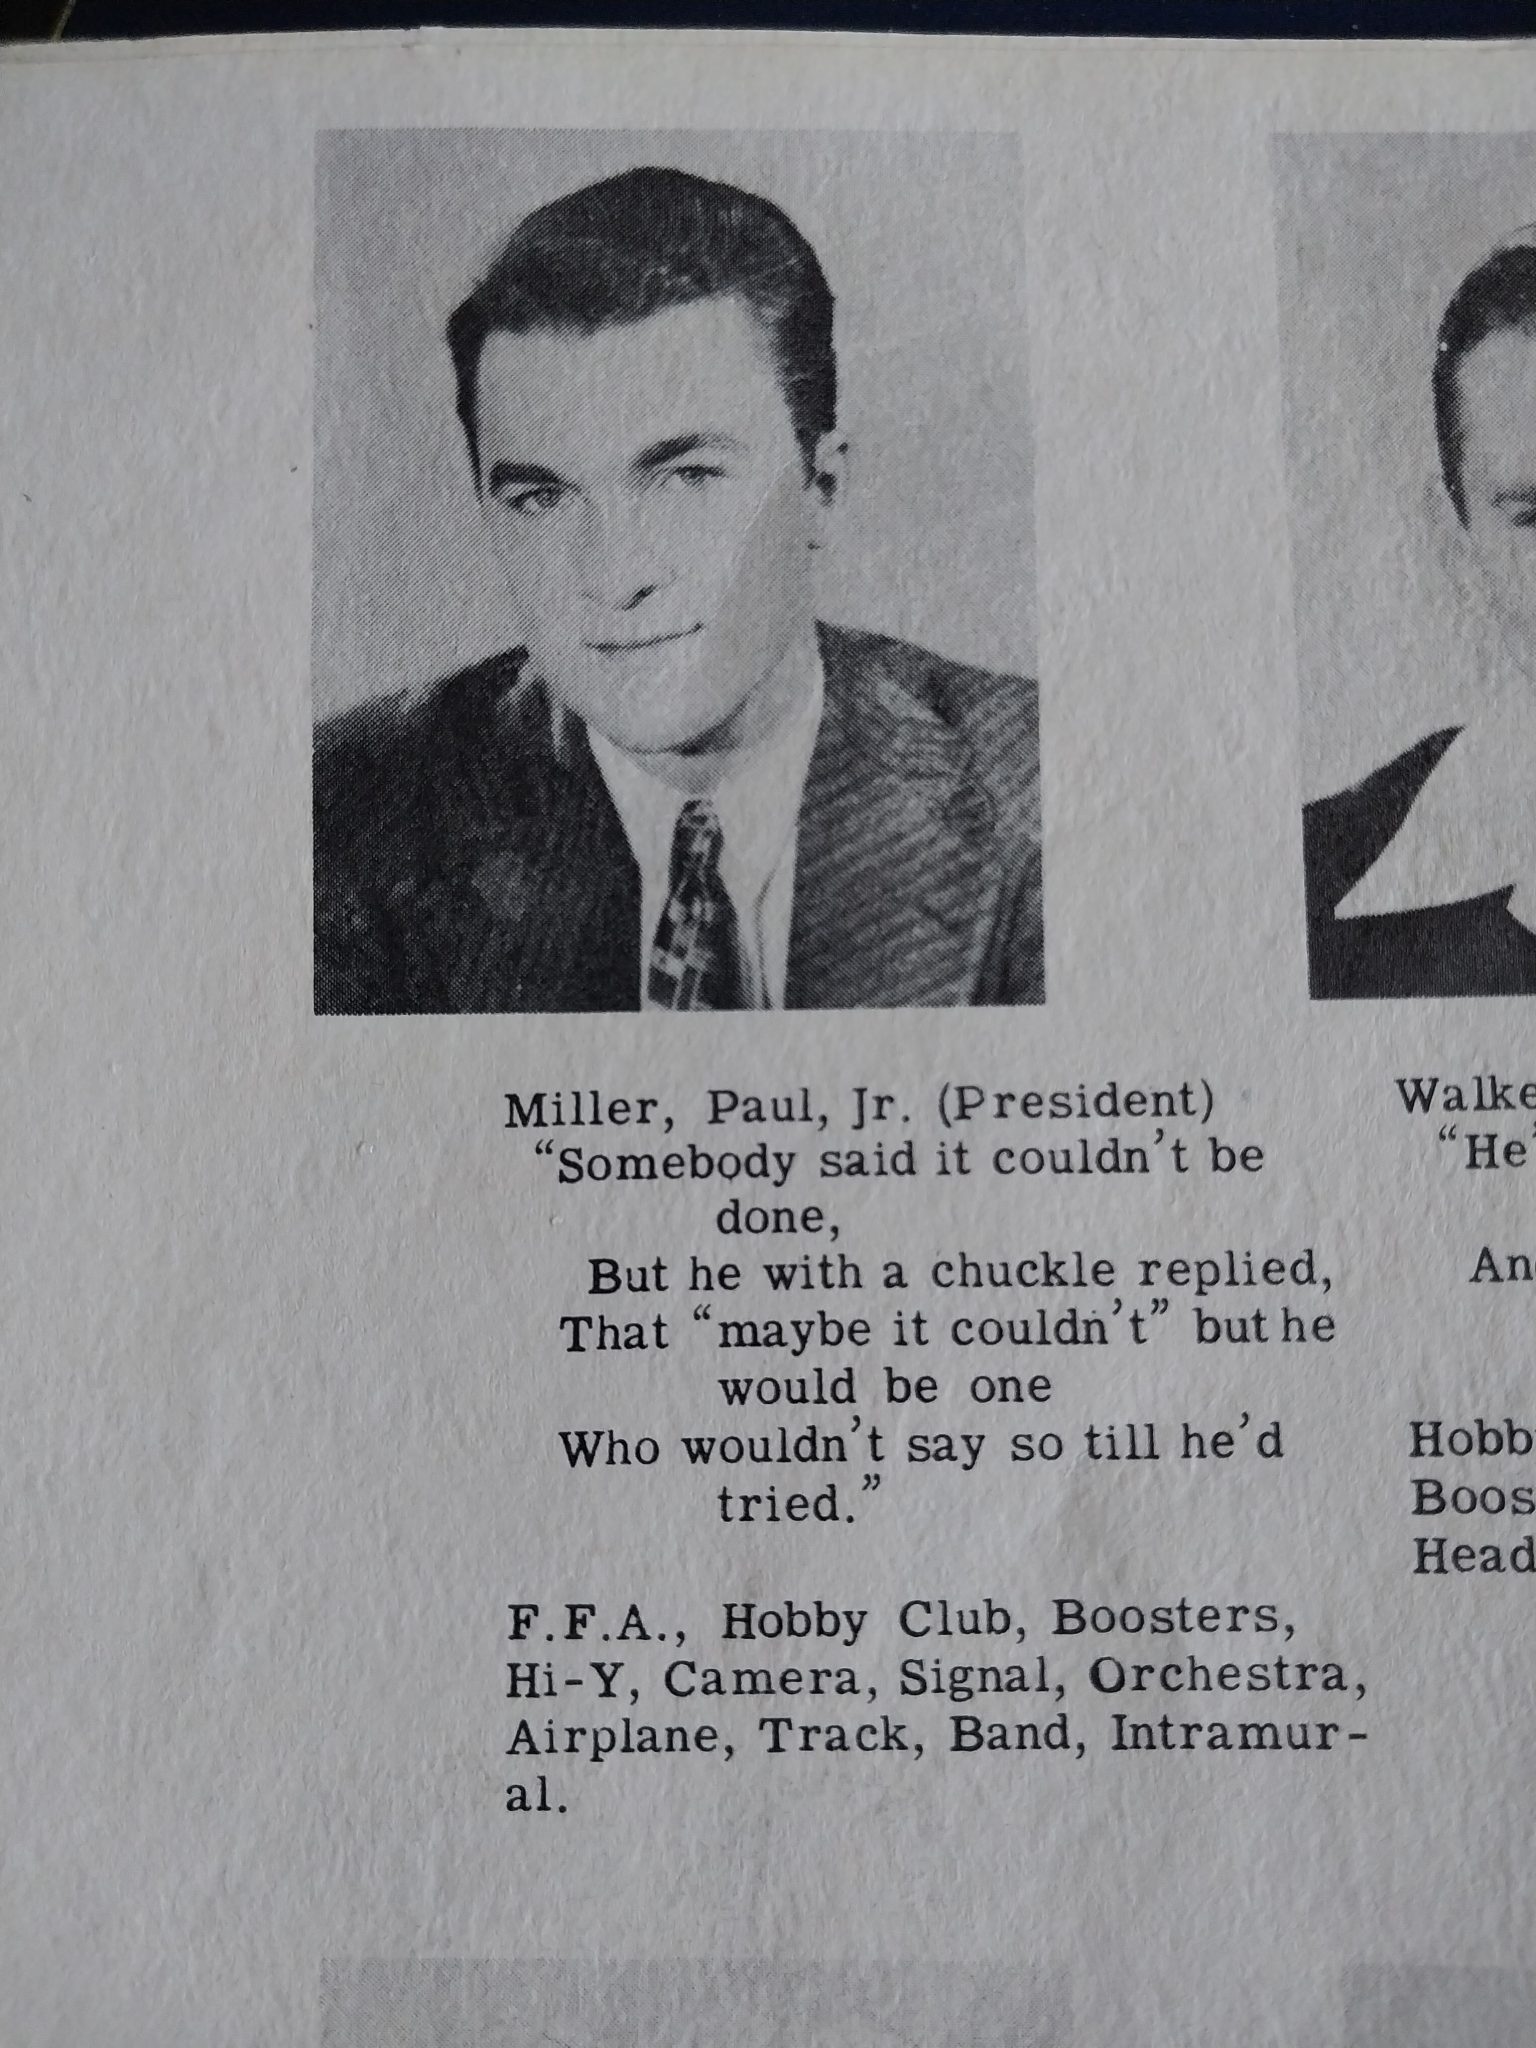 Miller, Paul, Jr. (President)
“Somebody said it couldn’t be
done,
But he with a chuckle replied,
That “maybe it couldn’t” but he
would be one
Who wouldn’t say so till he’d
tried.”
F.F.A., Hobby Club, Boosters,
Hi-Y, Camera, Signal, Orchestra,
Airplane, Track, Band, Intramur-
al.
Walke
“He’
An
Hobb
Boos
Head